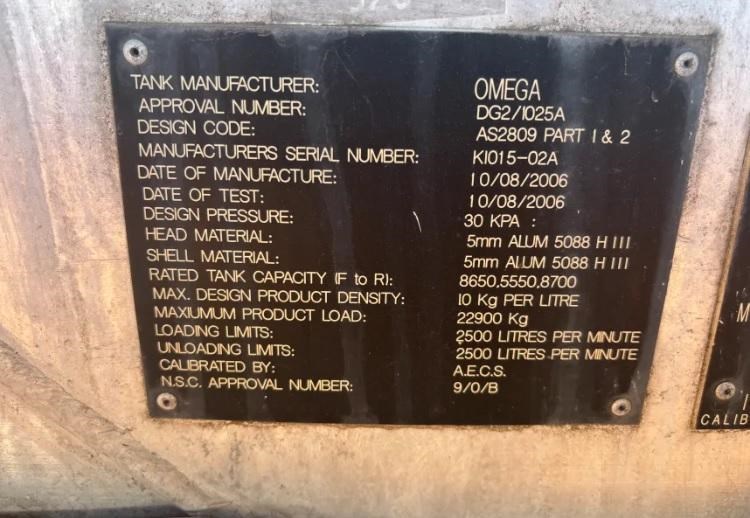 TANK MANUFACTURER: OMEGA
APPROVAL NUMBER: DG2/1025A
DESIGN CODE: AS2809 PART 1 & 2
MANUFACTURERS SERIAL NUMBER: K1015-02A
DATE OF MANUFACTURE: 10/08/2006
DATE OF TEST: 10/08/2006
DESIGN PRESSURE: 30 KPA :
HEAD MATERIAL: 5mm ALUM 5088 H III
SHELL MATERIAL: 5mm ALUM 5088 H III
RATED TANK CAPACITY (F to R): 8650,5550,8700
MAX. DESIGN PRODUCT DENSITY: 10 Kg PER LITRE
MAXIUMUM PRODUCT LOAD: 22900 Kg
LOADING LIMITS: 2500 LITRES PER MINUTE
UNLOADING LIMITS: 2500 LITRES PER MINUTE
CALIBRATED BY: A.E.C.S.
N.S.C. APPROVAL NUMBER: 9/0/B